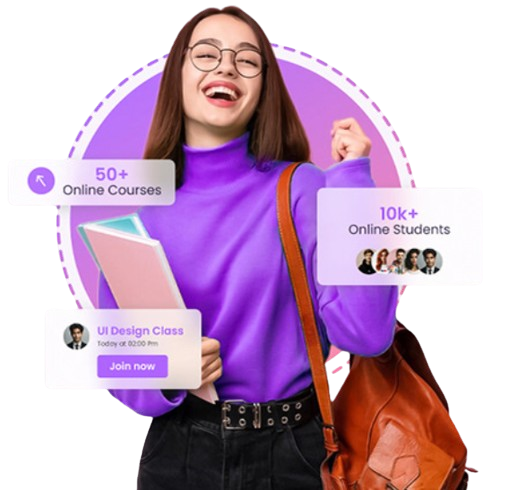 50+
Online Courses
10k+
Online Students
UI Design Class
Today at 02:00 Pm
Join now